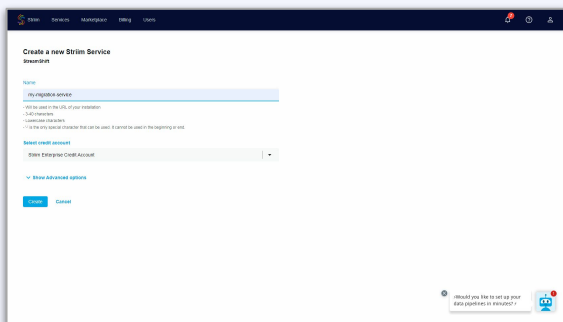 Striim Services Marketplace Billing Users
Create a new Striim Service
StreamShift
Name
my-migration-service
- Will be used in the URL of your installation
- 3-40 characters
- Lowercase characters
- '-' is the only special character that can be used. It cannot be used in the beginning or end.
Select credit account
Striim Enterprise Credit Account
Show Advanced options
Create Cancel
Would you like to set up your
data pipelines in minutes?